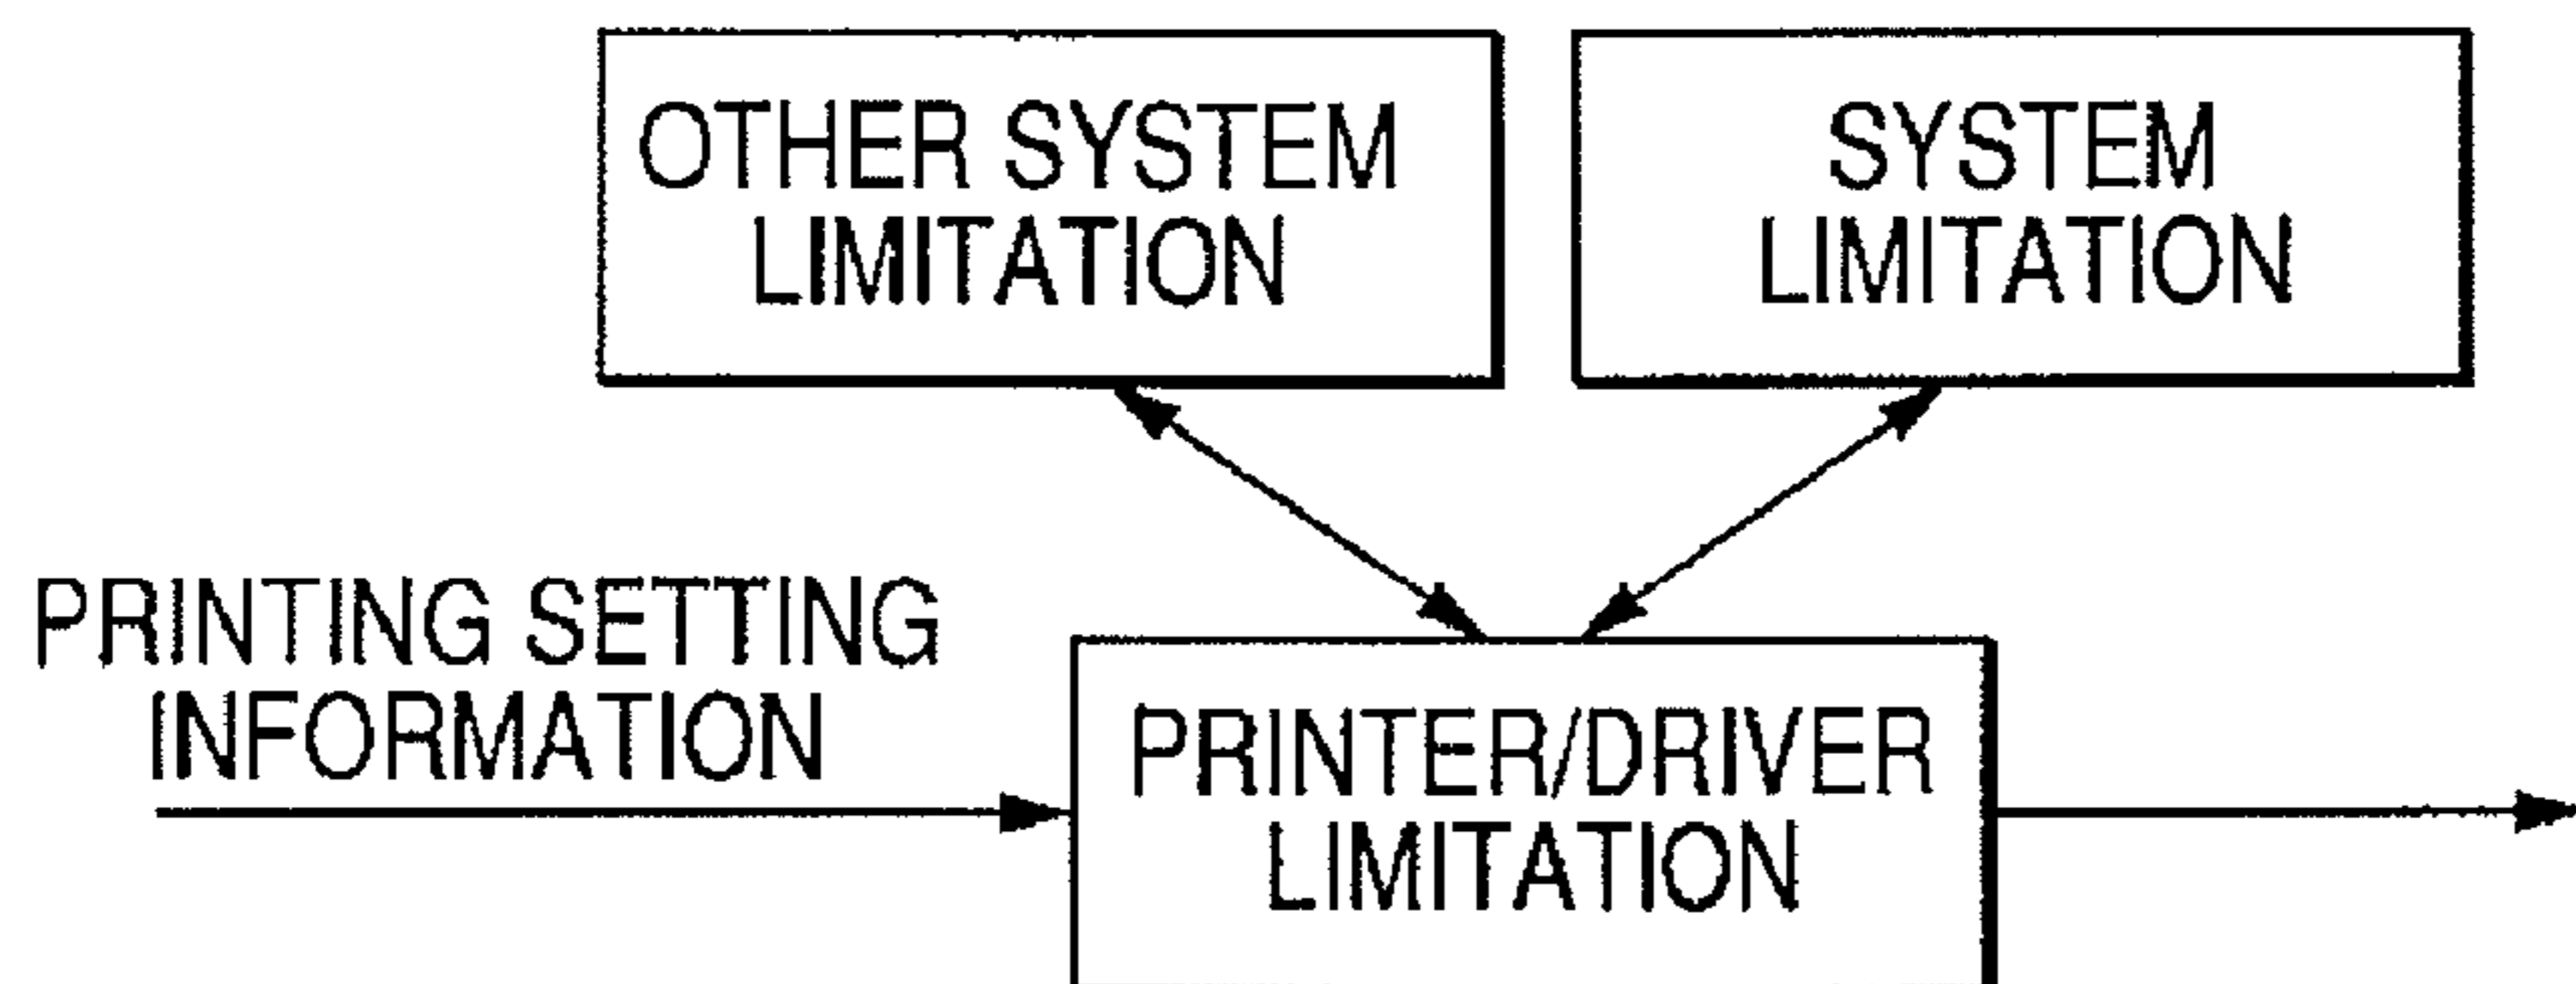 OTHER SYSTEM
LIMITATION
SYSTEM
LIMITATION
PRINTING SETTING
INFORMATION
PRINTER/DRIVER
LIMITATION